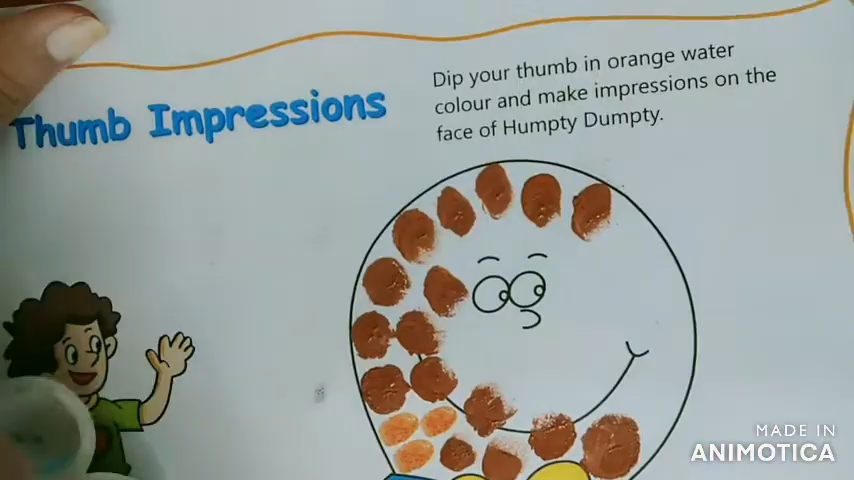 Thumb Impressions
Dip your thumb in orange water
colour and make impressions on the
face of Humpty Dumpty.
MADE IN
ANIMOTICA